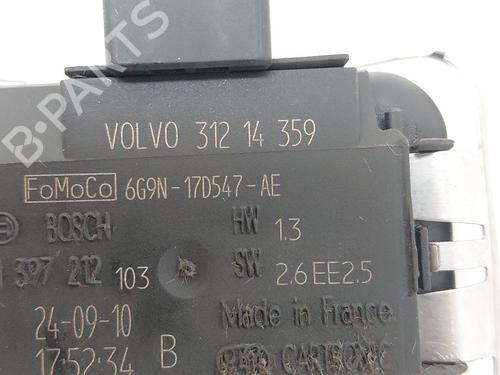 VOLVO 312 14 359
FoMoCo 6G9N-17D547-AE
BOSCH HW 1.3
397 212 103 SW 2.6EE2.5
24-09-10 Made in France
17:52:34 B CARTRONIC
B-PARTS